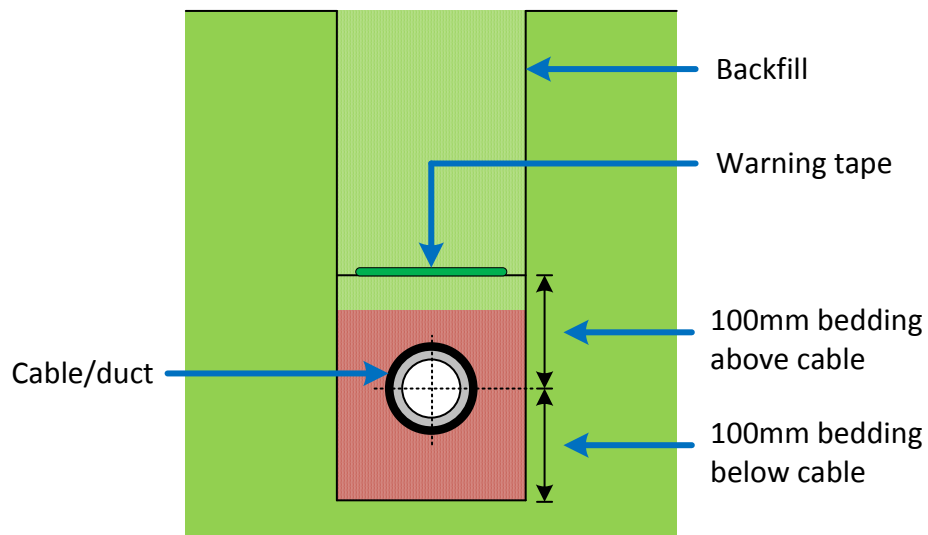 Backfill
Warning tape
100mm bedding
above cable
Cable/duct
100mm bedding
below cable